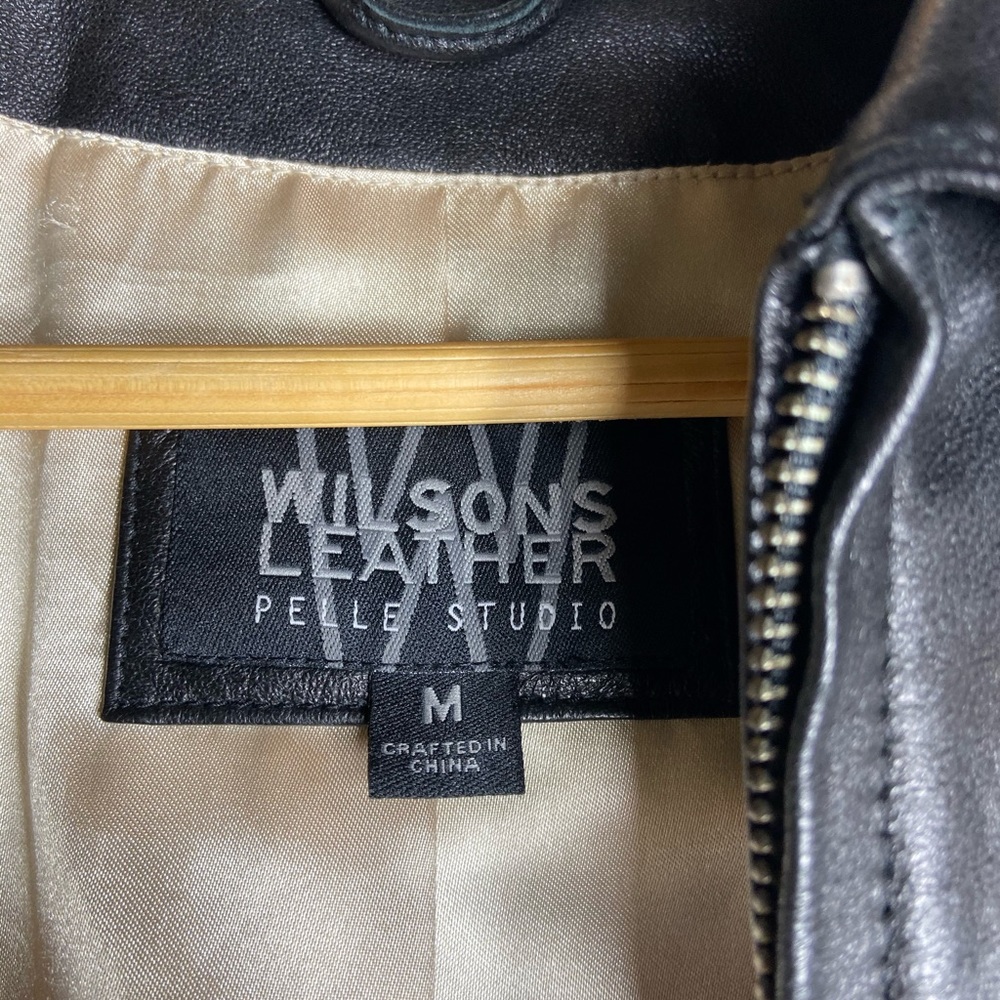 WILSONS
LEATHER
PELLE STUDIO
M
CRAFTED IN
CHINA